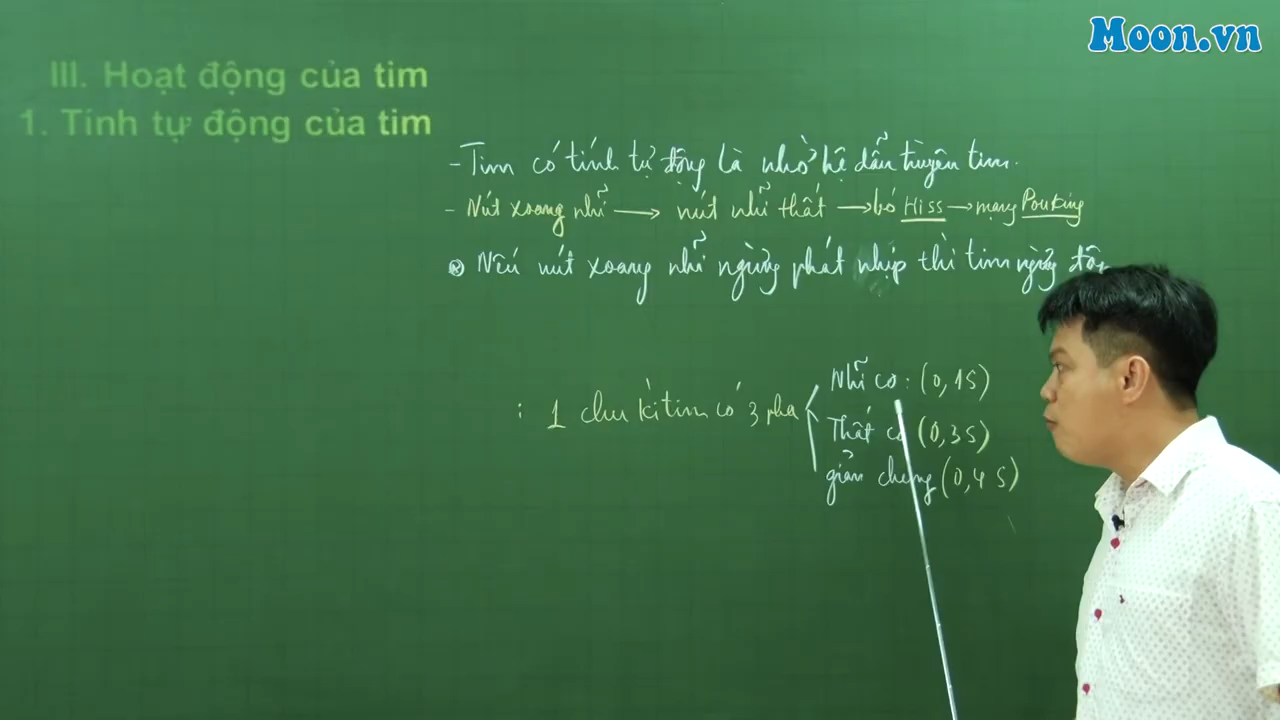 Moon.vn
III. Hoạt động của tim
1. Tính tự động của tim
- Tim có tính tự động là nhờ hệ dẫn truyền tim.
- Nút xoang nhĩ → nút nhĩ thất → bó Hiss → mạng Pouking
⊛ Nếu nút xoang nhĩ ngừng phát nhịp thì tim ngừng đập
: 1 chu kì tim có 3 pha
Nhĩ co: (0,1s)
Thất co (0,3s)
giãn chung (0,4s)